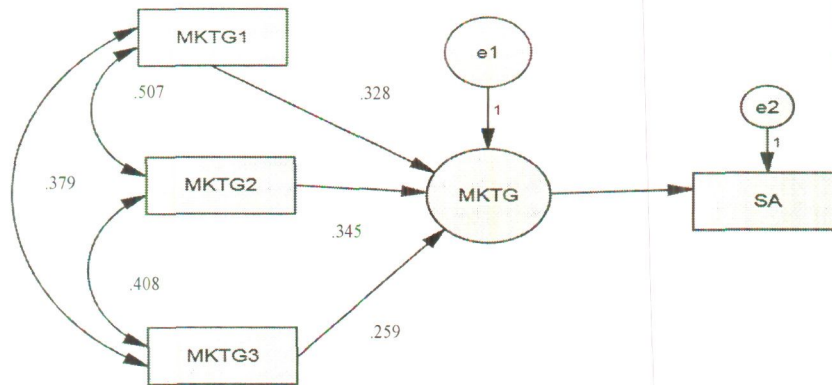 MKTG1
e1
.507
.328
1
e2
1
.379
MKTG2
MKTG
SA
.345
.408
MKTG3
.259